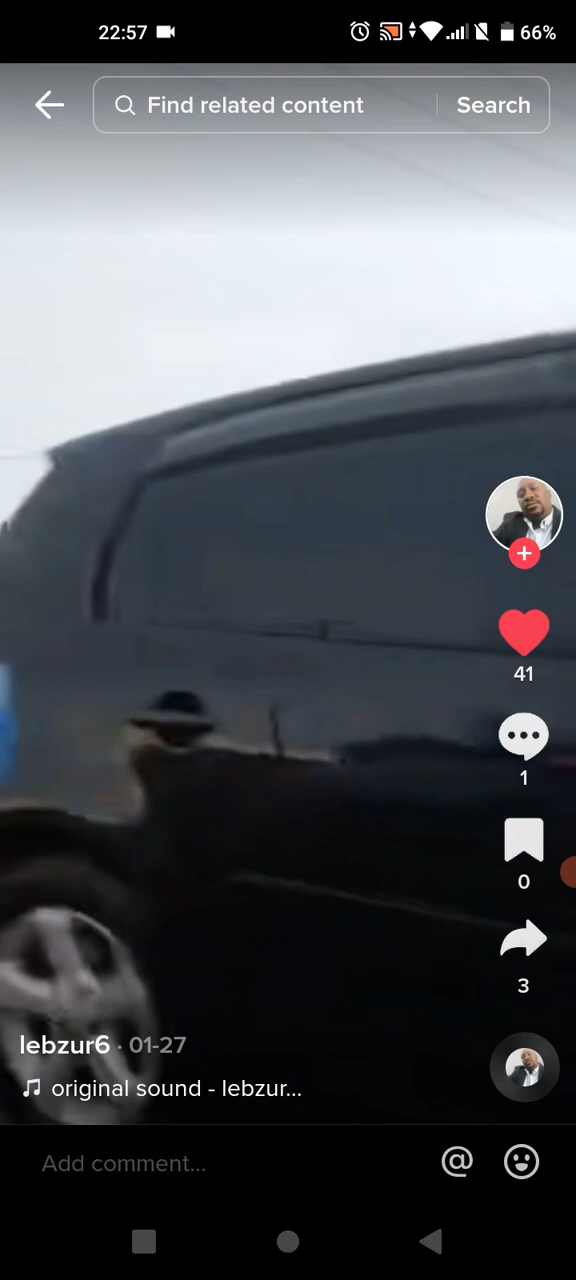 22:57
66%
Find related content
Search
41
1
0
3
lebzur6 · 01-27
original sound - lebzur...
Add comment...
@